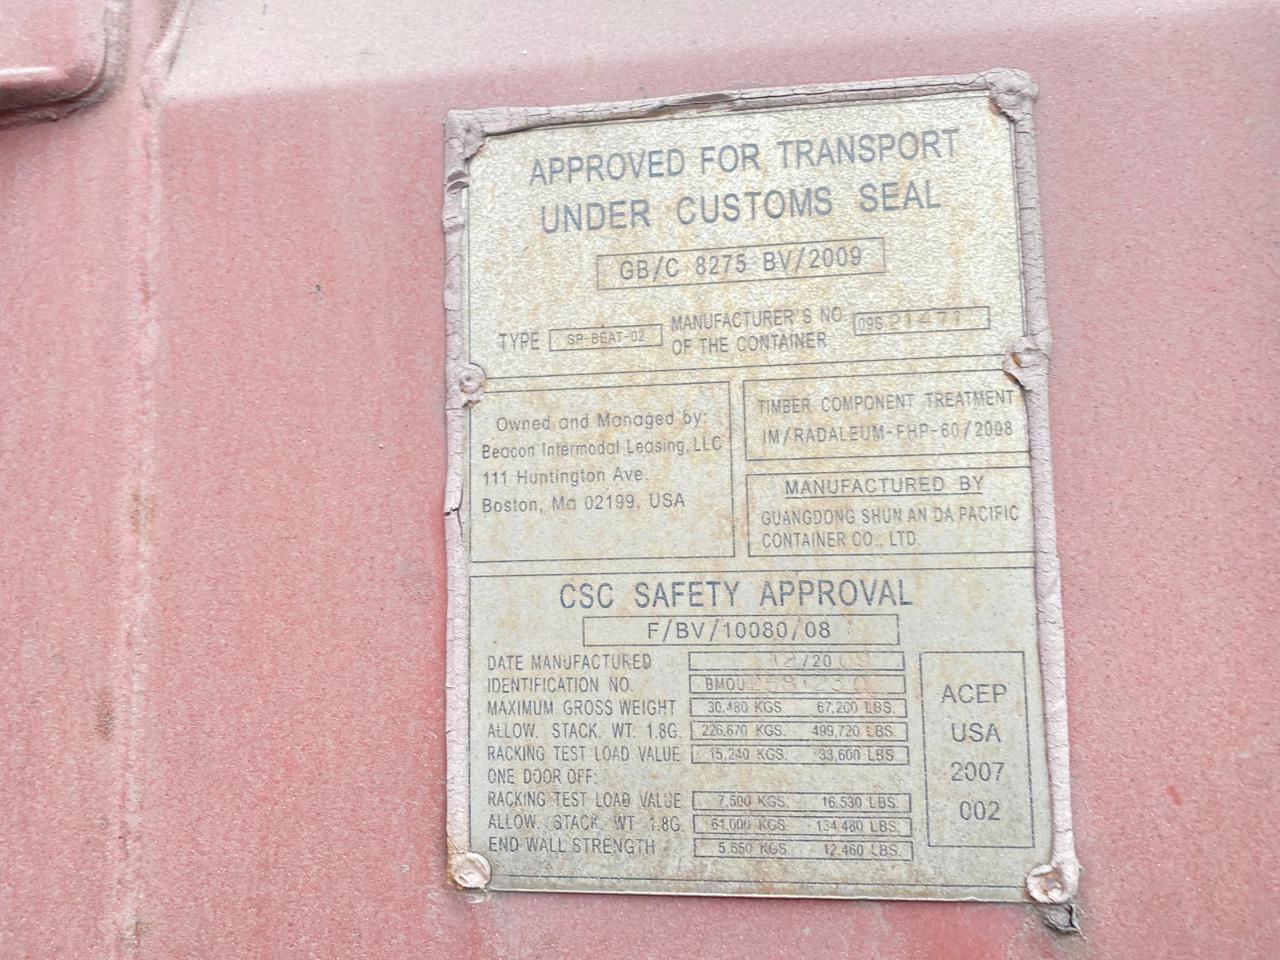 APPROVED FOR TRANSPORT
UNDER CUSTOMS SEAL
GB/C 8275 BV/2009
TYPE SP-BEAT-02
MANUFACTURER'S NO.
OF THE CONTAINER 09S 21471
Owned and Managed by:
Beacon Intermodal Leasing, LLC
111 Huntington Ave.
Boston, Ma 02199, USA
TIMBER COMPONENT TREATMENT
IM/RADALEUM-FHP-60/2008
MANUFACTURED BY
GUANGDONG SHUN AN DA PACIFIC
CONTAINER CO., LTD.
CSC SAFETY APPROVAL
F/BV/10080/08
DATE MANUFACTURED
IDENTIFICATION NO. BMOU
MAXIMUM GROSS WEIGHT 30,480 KGS. 67,200 LBS.
ALLOW. STACK. WT. 1.8G. 226,670 KGS. 499,720 LBS.
RACKING TEST LOAD VALUE 15,240 KGS. 33,600 LBS.
ONE DOOR OFF:
RACKING TEST LOAD VALUE 7,500 KGS. 16,530 LBS.
ALLOW. STACK. WT 1.8G. 61,000 KGS. 134,480 LBS.
END WALL STRENGTH 5,650 KGS. 12,460 LBS.
ACEP
USA
2007
002